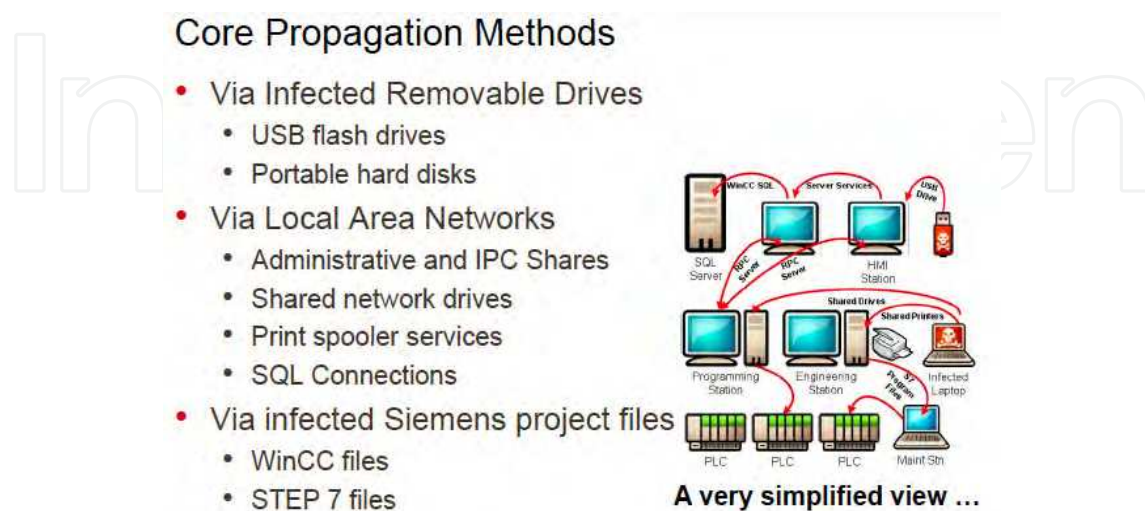 Core Propagation Methods
• Via Infected Removable Drives
• USB flash drives
• Portable hard disks
• Via Local Area Networks
• Administrative and IPC Shares
• Shared network drives
• Print spooler services
• SQL Connections
• Via infected Siemens project files
• WinCC files
• STEP 7 files
WinCC SQL
Server Services
USB
Drive
SQL
Server
RPC
Server
RPC
Server
HMI
Station
Shared Drives
Shared Printers
Programming
Station
Engineering
Station
S7
Program
Files
Infected
Laptop
PLC
PLC
PLC
Maint Stn
A very simplified view ...